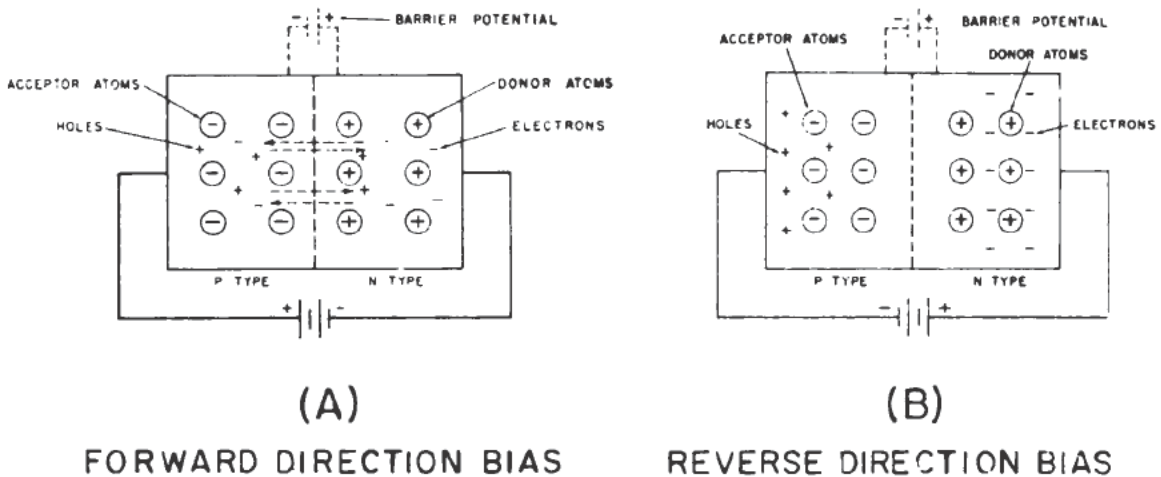 - + BARRIER POTENTIAL
ACCEPTOR ATOMS
DONOR ATOMS
HOLES
ELECTRONS
P TYPE
N TYPE
+ -
(A)
FORWARD DIRECTION BIAS
- + BARRIER POTENTIAL
ACCEPTOR ATOMS
DONOR ATOMS
HOLES
ELECTRONS
P TYPE
N TYPE
- +
(B)
REVERSE DIRECTION BIAS